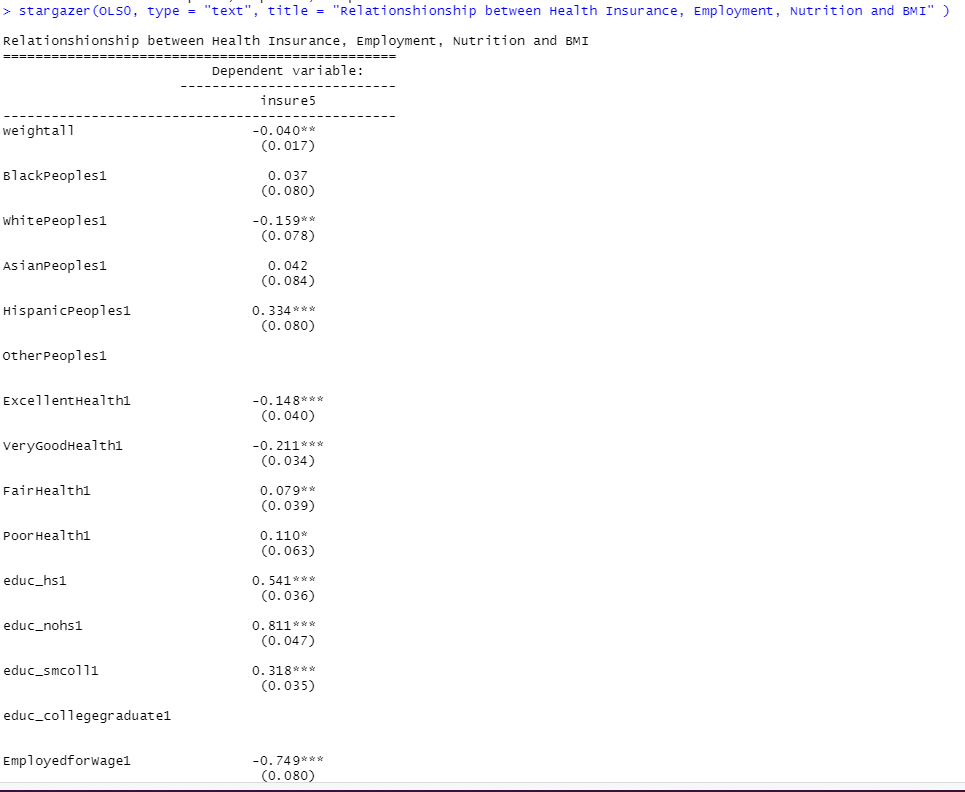 > stargazer(OLS0, type = "text", title = "Relationshionship between Health Insurance, Employment, Nutrition and BMI" )
Relationshionship between Health Insurance, Employment, Nutrition and BMI
=================================================
Dependent variable:
---------------------------
insure5
-------------------------------------------------
weightall -0.040**
(0.017)
BlackPeoples1 0.037
(0.080)
WhitePeoples1 -0.159**
(0.078)
AsianPeoples1 0.042
(0.084)
HispanicPeoples1 0.334***
(0.080)
OtherPeoples1
ExcellentHealth1 -0.148***
(0.040)
VeryGoodHealth1 -0.211***
(0.034)
FairHealth1 0.079**
(0.039)
PoorHealth1 0.110*
(0.063)
educ_hs1 0.541***
(0.036)
educ_nohs1 0.811***
(0.047)
educ_smcoll1 0.318***
(0.035)
educ_collegegraduate1
EmployedforWage1 -0.749***
(0.080)